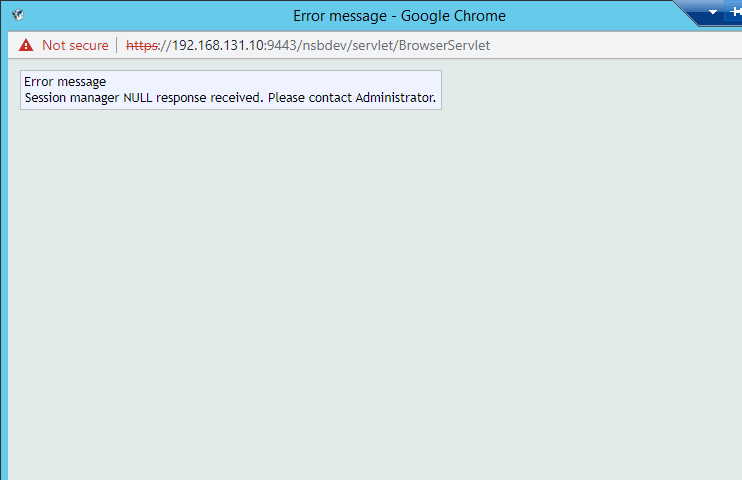 Error message - Google Chrome
Not secure https://192.168.131.10:9443/nsbdev/servlet/BrowserServlet
Error message
Session manager NULL response received. Please contact Administrator.